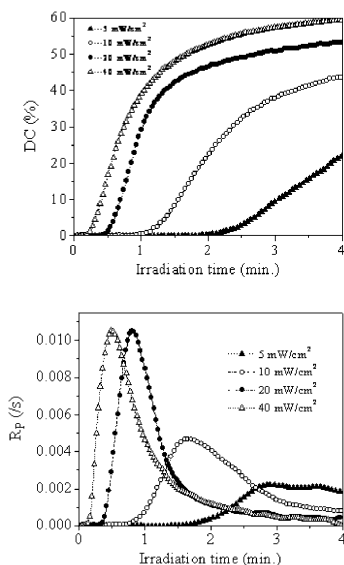 60
50
40
30
20
10
0
DC (%)
5 mW/cm²
10 mW/cm²
20 mW/cm²
40 mW/cm²
0 1 2 3 4
Irradiation time (min.)
0.010
0.008
0.006
0.004
0.002
0.000
Rp (/s)
5 mW/cm²
10 mW/cm²
20 mW/cm²
40 mW/cm²
0 1 2 3 4
Irradiation time (min.)